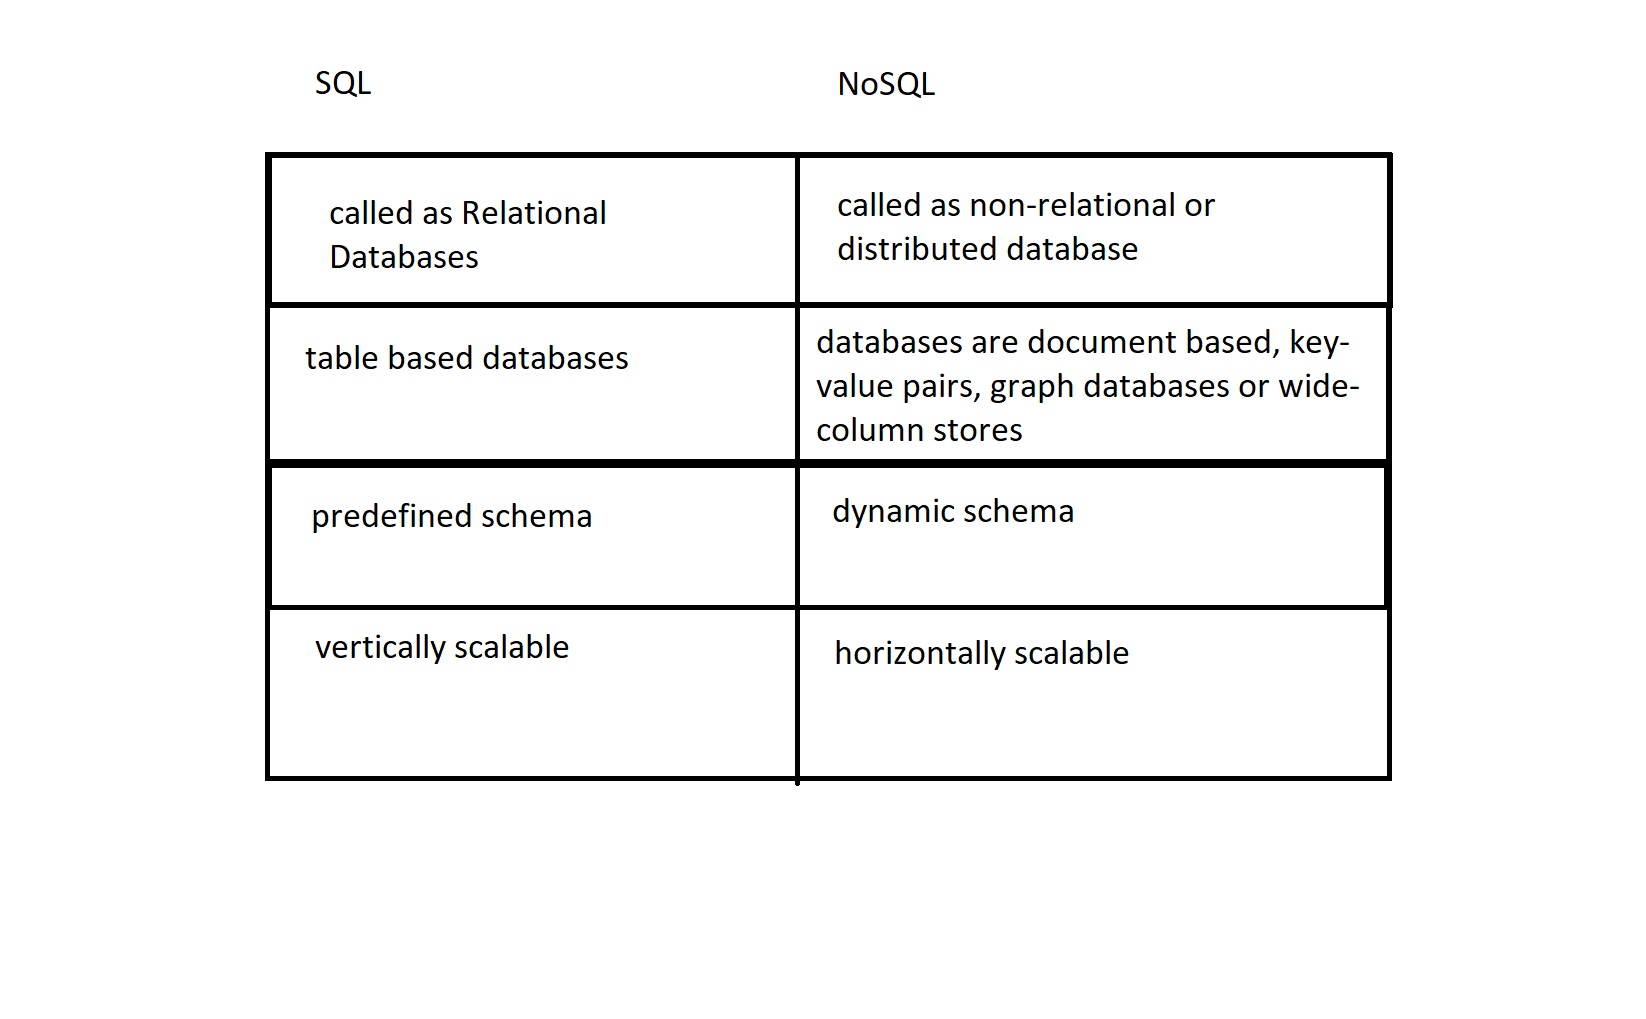 SQL
NoSQL
called as Relational
Databases
called as non-relational or
distributed database
table based databases
databases are document based, key-
value pairs, graph databases or wide-
column stores
predefined schema
dynamic schema
vertically scalable
horizontally scalable